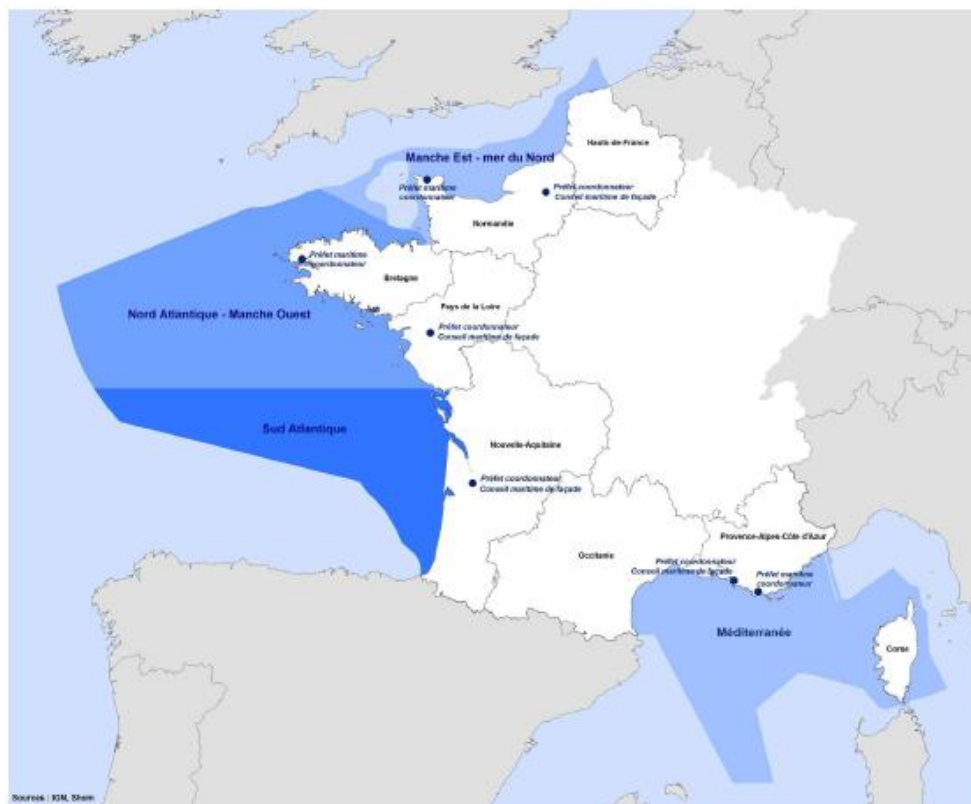 Hauts-de-France
Manche Est - mer du Nord
Préfet maritime
coordonnateur
Préfet coordonnateur
Conseil maritime de façade
Normandie
Préfet maritime
coordonnateur
Bretagne
Nord Atlantique - Manche Ouest
Pays de la Loire
Préfet coordonnateur
Conseil maritime de façade
Sud Atlantique
Nouvelle-Aquitaine
Préfet coordonnateur
Conseil maritime de façade
Provence-Alpes-Côte d'Azur
Occitanie
Préfet coordonnateur
Conseil maritime de façade
Préfet maritime
coordonnateur
Méditerranée
Corse
Sources : IGN, Shom